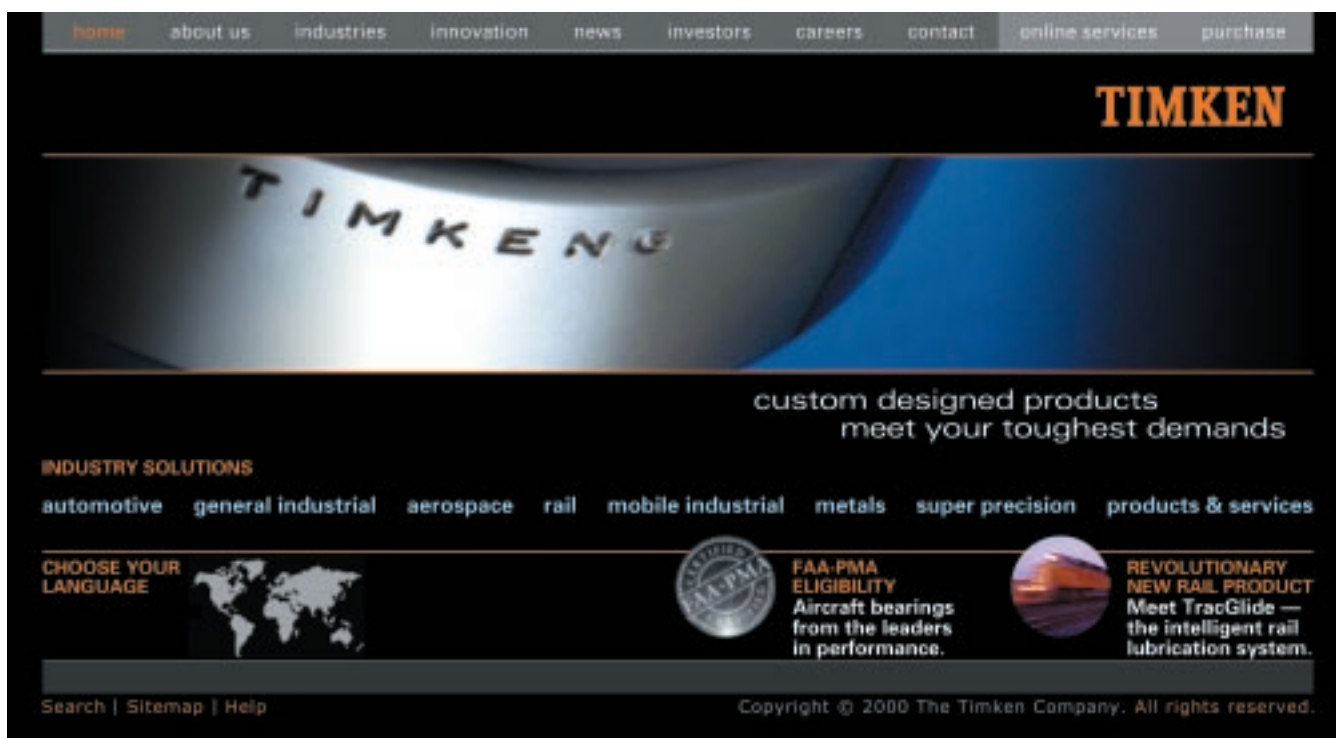 home about us industries innovation news investors careers contact online services purchase
TIMKEN
TIMKEN®
custom designed products
meet your toughest demands
INDUSTRY SOLUTIONS
automotive general industrial aerospace rail mobile industrial metals super precision products & services
CHOOSE YOUR
LANGUAGE
CERTIFIED
FAA-PMA
FAA-PMA
ELIGIBILITY
Aircraft bearings
from the leaders
in performance.
REVOLUTIONARY
NEW RAIL PRODUCT
Meet TracGlide —
the intelligent rail
lubrication system.
Search | Sitemap | Help
Copyright © 2000 The Timken Company. All rights reserved.